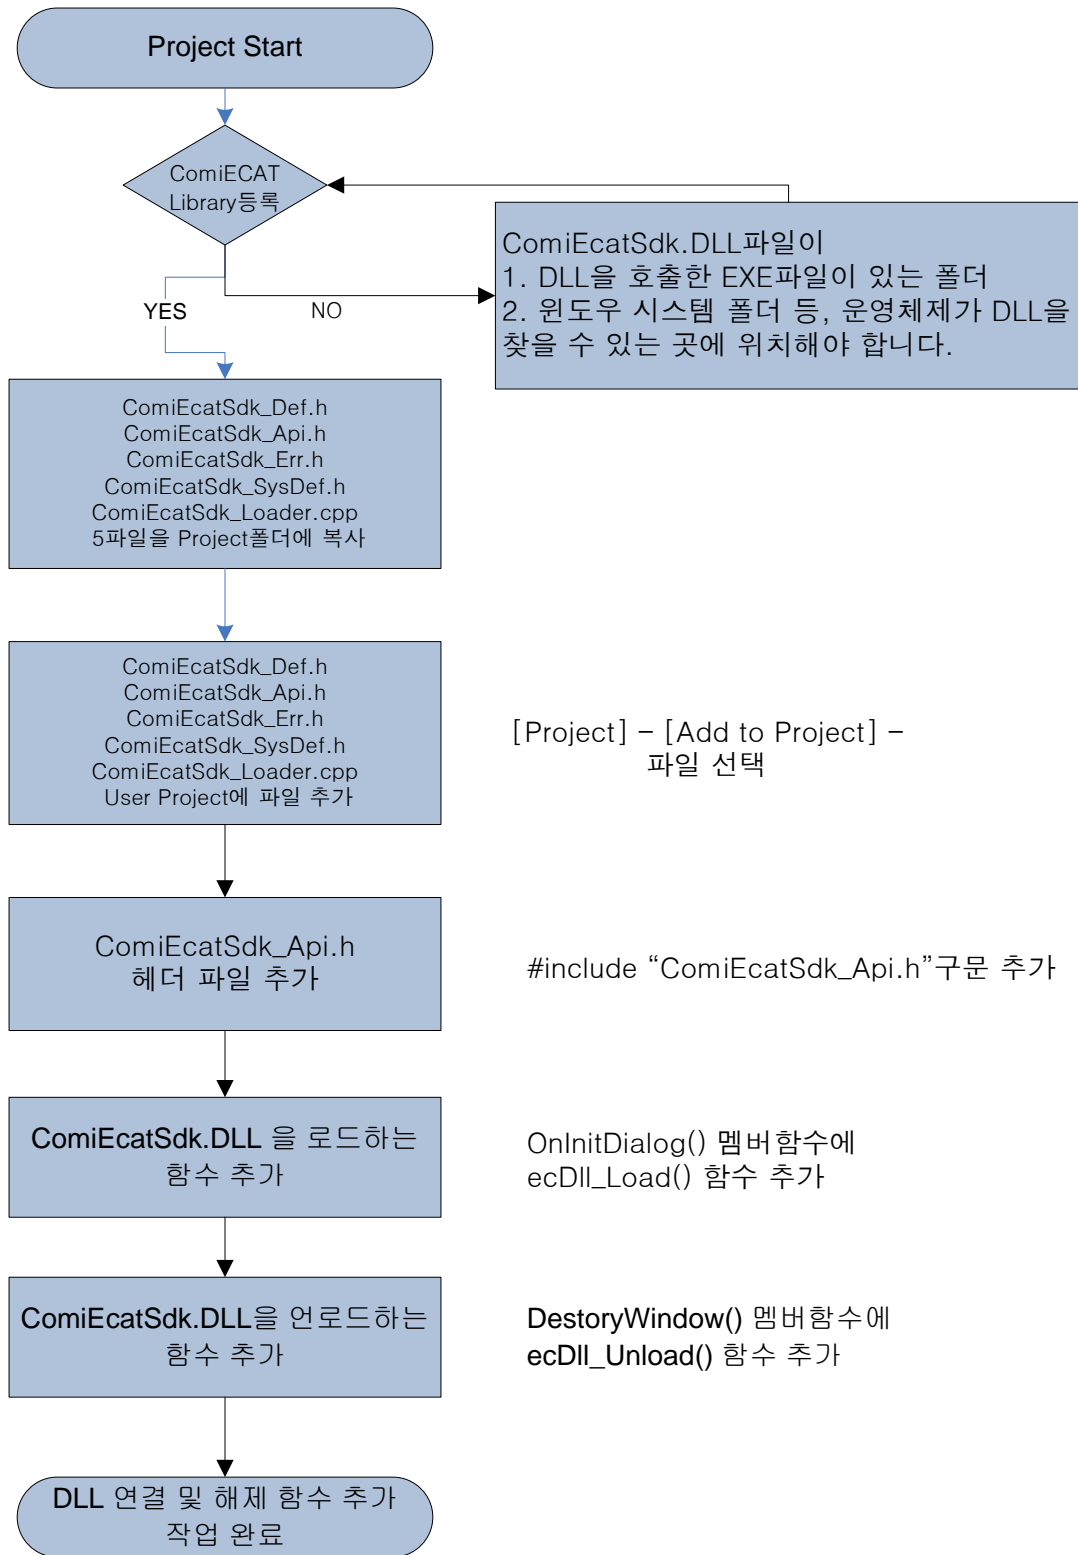 Project Start
ComiECAT
Library등록
ComiEcatSdk.DLL파일이
1. DLL을 호출한 EXE파일이 있는 폴더
2. 윈도우 시스템 폴더 등, 운영체제가 DLL을
찾을 수 있는 곳에 위치해야 합니다.
YES
NO
ComiEcatSdk_Def.h
ComiEcatSdk_Api.h
ComiEcatSdk_Err.h
ComiEcatSdk_SysDef.h
ComiEcatSdk_Loader.cpp
5파일을 Project폴더에 복사
ComiEcatSdk_Def.h
ComiEcatSdk_Api.h
ComiEcatSdk_Err.h
ComiEcatSdk_SysDef.h
ComiEcatSdk_Loader.cpp
User Project에 파일 추가
[Project] – [Add to Project] –
파일 선택
ComiEcatSdk_Api.h
헤더 파일 추가
#include “ComiEcatSdk_Api.h”구문 추가
ComiEcatSdk.DLL 을 로드하는
함수 추가
OnInitDialog() 멤버함수에
ecDll_Load() 함수 추가
ComiEcatSdk.DLL을 언로드하는
함수 추가
DestoryWindow() 멤버함수에
ecDll_Unload() 함수 추가
DLL 연결 및 해제 함수 추가
작업 완료